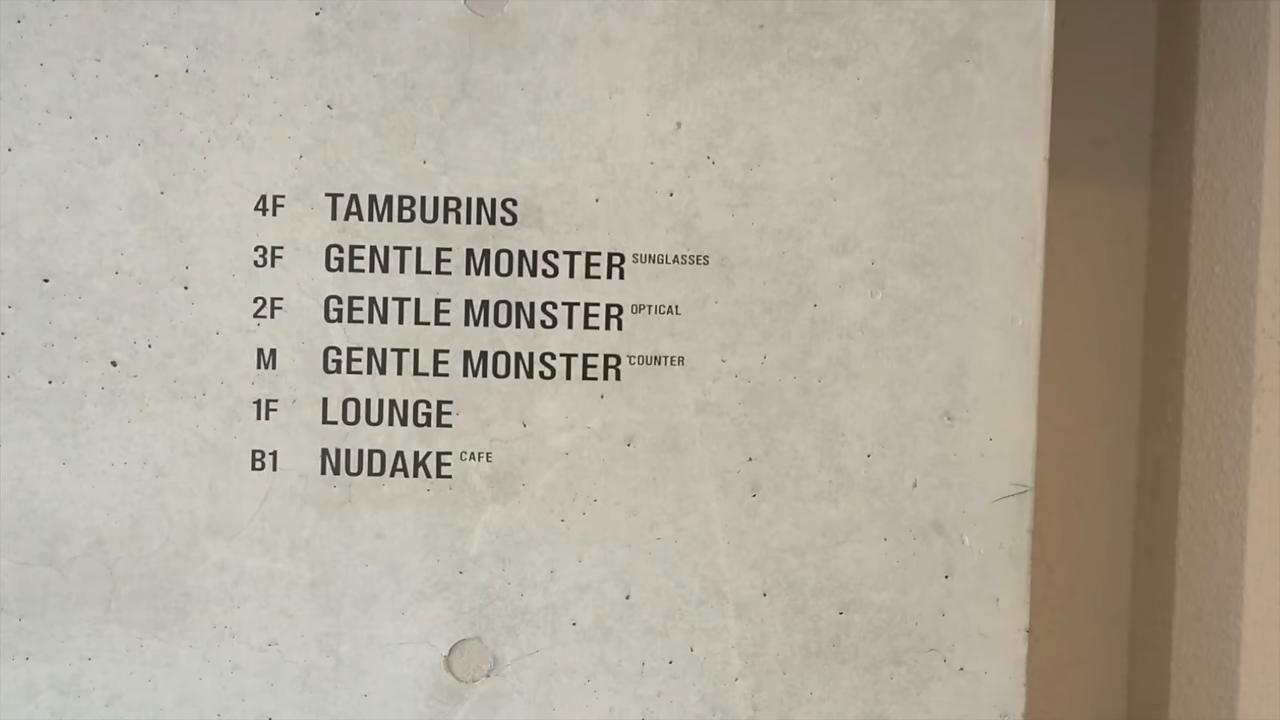 4F TAMBURINS
3F GENTLE MONSTER SUNGLASSES
2F GENTLE MONSTER OPTICAL
M GENTLE MONSTER COUNTER
1F LOUNGE
B1 NUDAKE CAFE